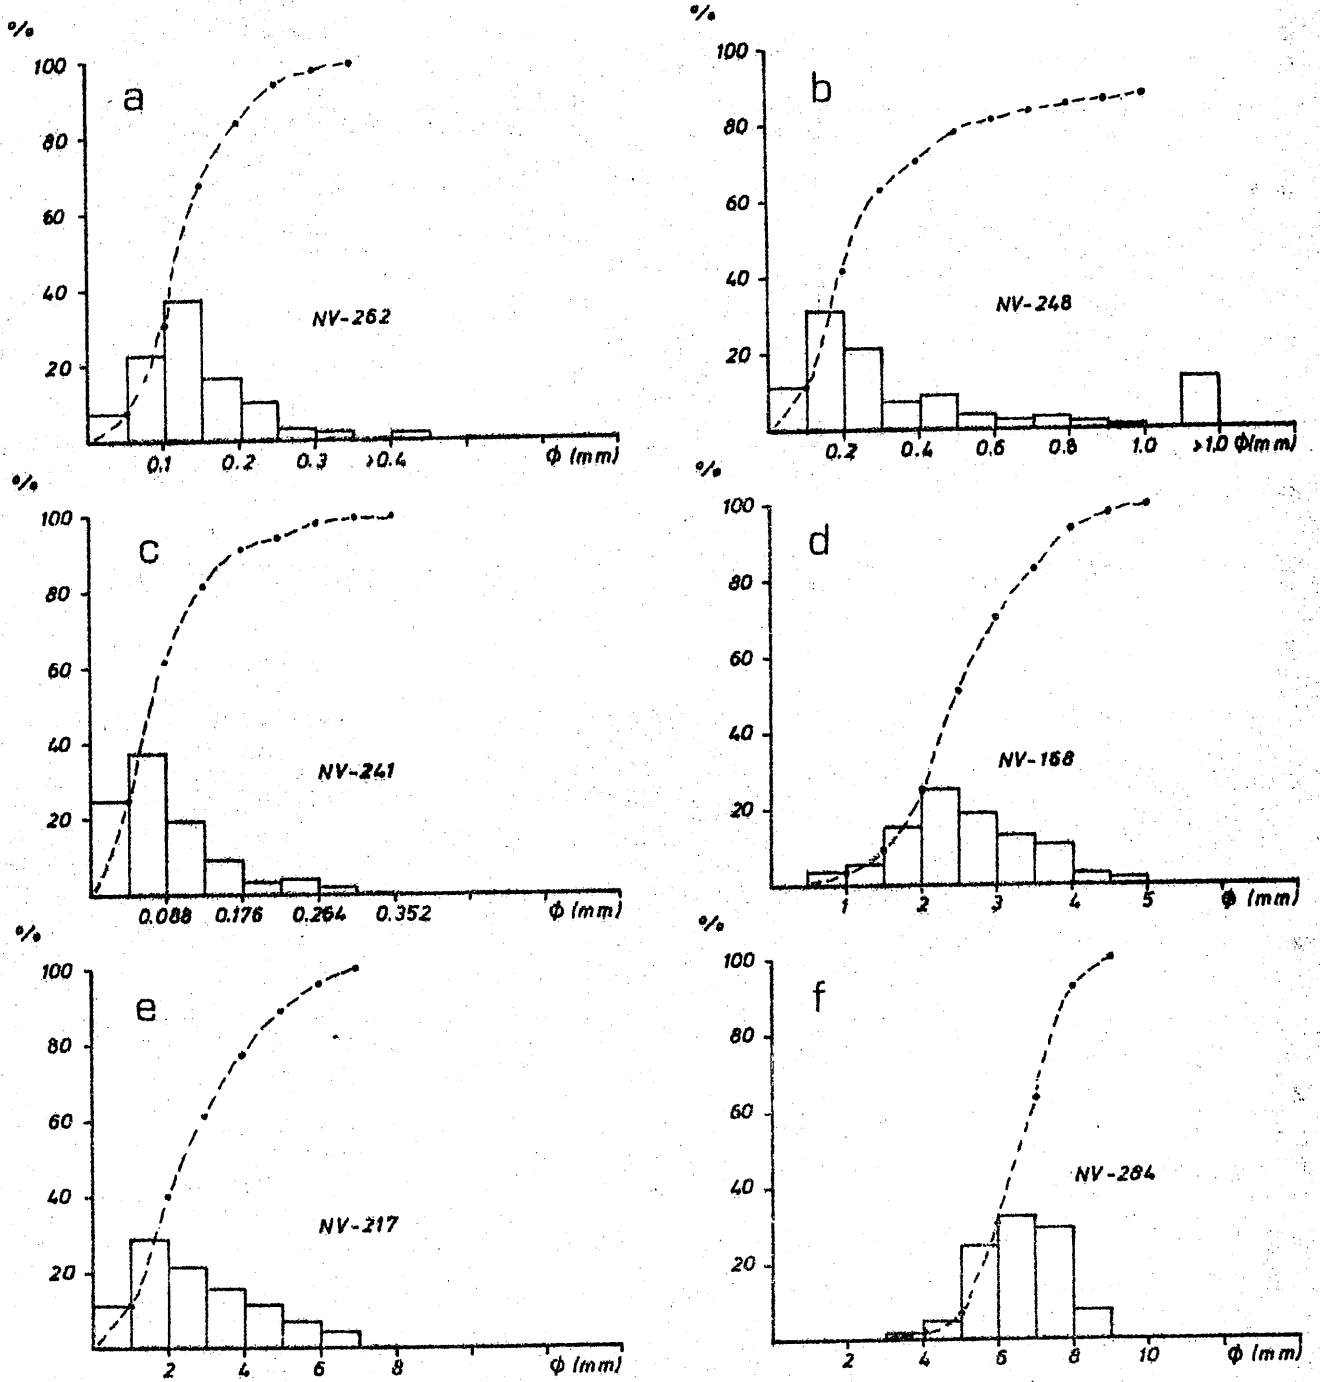 %
100
a
80
60
40
NV-262
20
0.1 0.2 0.3 >0.4 ϕ (mm)
%
100
b
80
60
40
NV-248
20
0.2 0.4 0.6 0.8 1.0 >1.0 ϕ(mm)
%
100
c
80
60
40
NV-241
20
0.088 0.176 0.264 0.352 ϕ (mm)
%
100
d
80
60
40
NV-168
20
1 2 3 4 5 ϕ (mm)
%
100
e
80
60
40
NV-217
20
2 4 6 8 ϕ (mm)
%
100
f
80
60
40
NV-284
20
2 4 6 8 10 ϕ (mm)